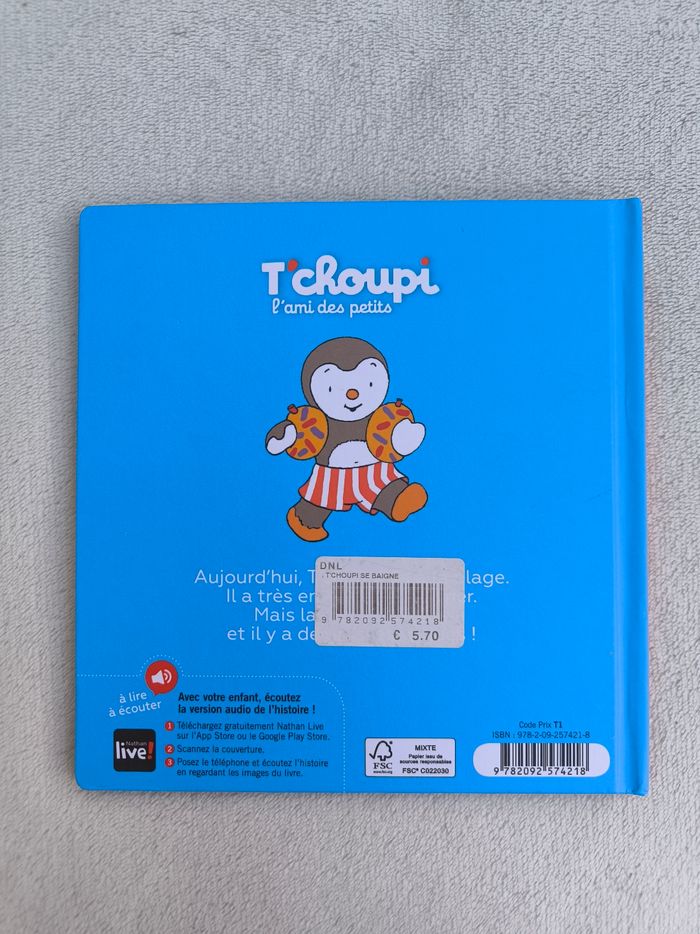 T'choupi
l'ami des petits
Aujourd'hui, T lage.
Il a très en er.
Mais la
et il y a de !
DNL
T'CHOUPI SE BAIGNE
9 782092 574218
€ 5.70
à lire
à écouter
Avec votre enfant, écoutez
la version audio de l'histoire !
1 Téléchargez gratuitement Nathan Live
sur l'App Store ou le Google Play Store.
2 Scannez la couverture.
3 Posez le téléphone et écoutez l'histoire
en regardant les images du livre.
Nathan
live!
FSC
www.fsc.org
MIXTE
Papier issu de
sources responsables
FSC® C022030
Code Prix T1
ISBN : 978-2-09-257421-8
9 782092 574218